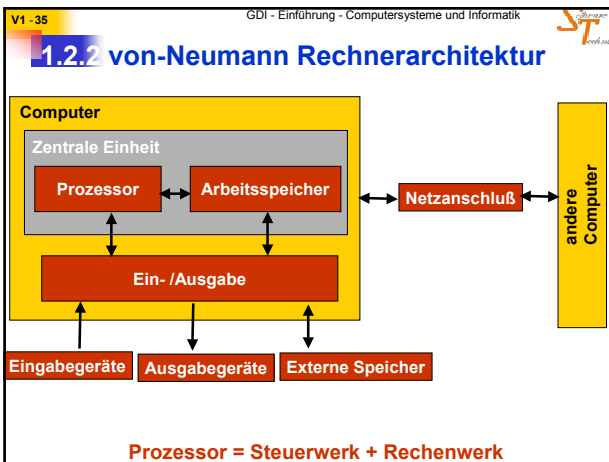 V1 - 35
GDI - Einführung - Computersysteme und Informatik
1.2.2 von-Neumann Rechnerarchitektur
Computer
Zentrale Einheit
Prozessor
Arbeitsspeicher
Netzanschluß
andere Computer
Ein- /Ausgabe
Eingabegeräte
Ausgabegeräte
Externe Speicher
Prozessor = Steuerwerk + Rechenwerk